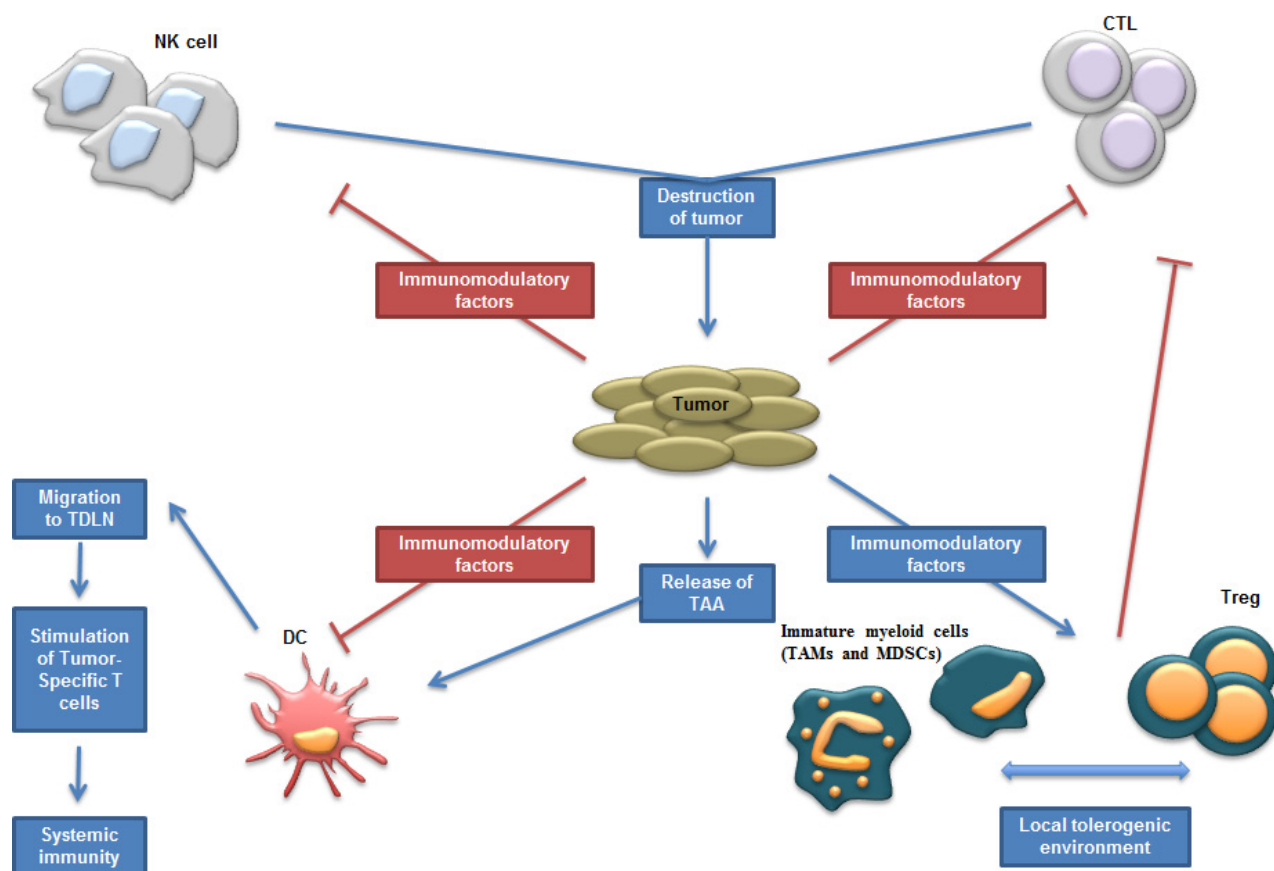 NK cell
CTL
Destruction
of tumor
Immunomodulatory
factors
Immunomodulatory
factors
Tumor
Migration
to TDLN
Immunomodulatory
factors
Immunomodulatory
factors
Release of
TAA
Stimulation
of Tumor-
Specific T
cells
DC
Immature myeloid cells
(TAMs and MDSCs)
Treg
Systemic
immunity
Local tolerogenic
environment